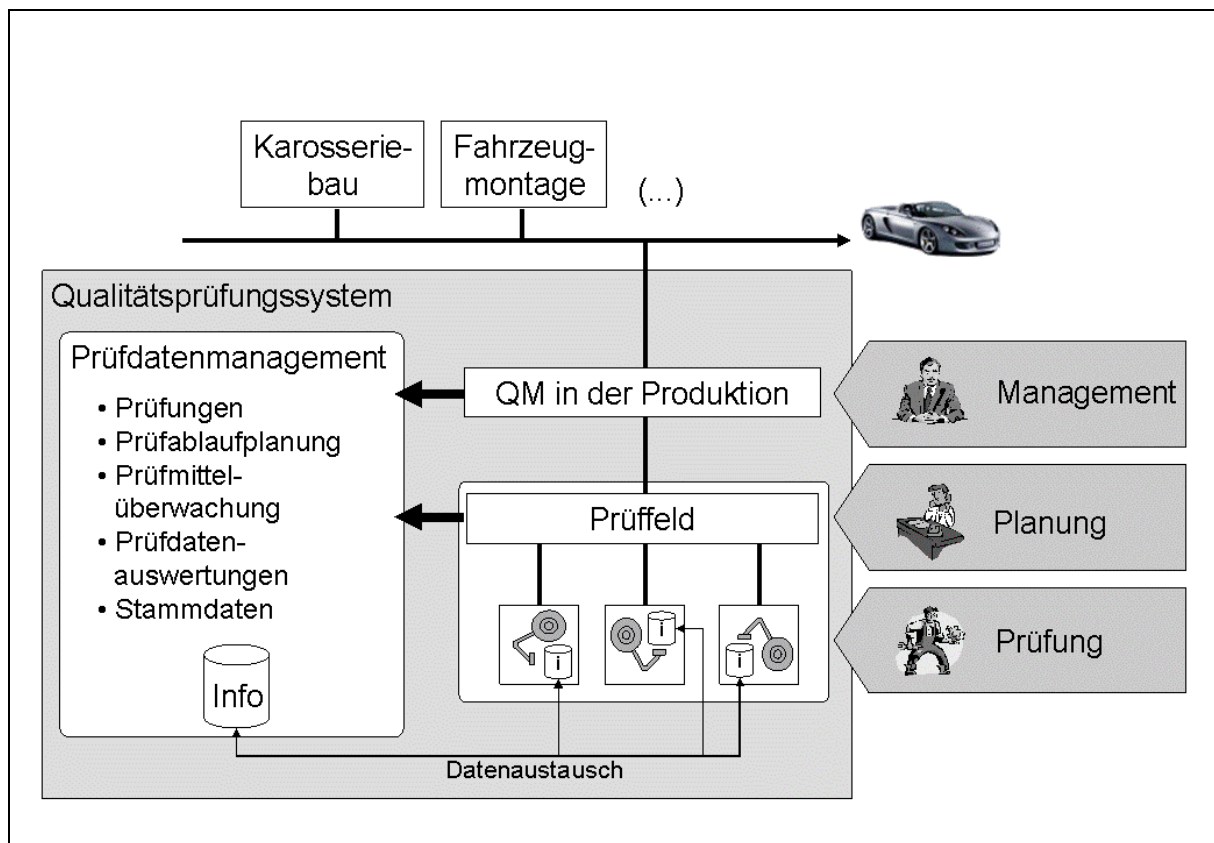 Karosserie-
bau
Fahrzeug-
montage
(...)
Qualitätsprüfungssystem
Prüfdatenmanagement
• Prüfungen
• Prüfablaufplanung
• Prüfmittel-
überwachung
• Prüfdaten-
auswertungen
• Stammdaten
Info
QM in der Produktion
Prüffeld
i
i
i
Datenaustausch
Management
Planung
Prüfung